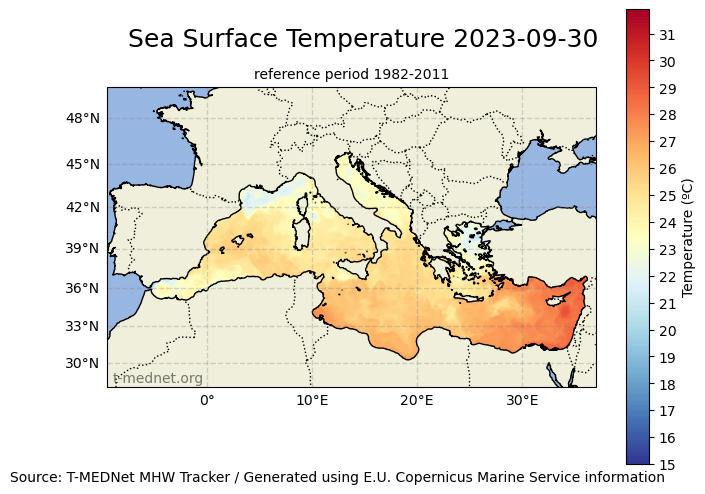 Sea Surface Temperature 2023-09-30
reference period 1982-2011
48°N
45°N
42°N
39°N
36°N
33°N
30°N
0°
10°E
20°E
30°E
t-mednet.org
31
30
29
28
27
26
25
24
23
22
21
20
19
18
17
16
15
Temperature (ºC)
Source: T-MEDNet MHW Tracker / Generated using E.U. Copernicus Marine Service information